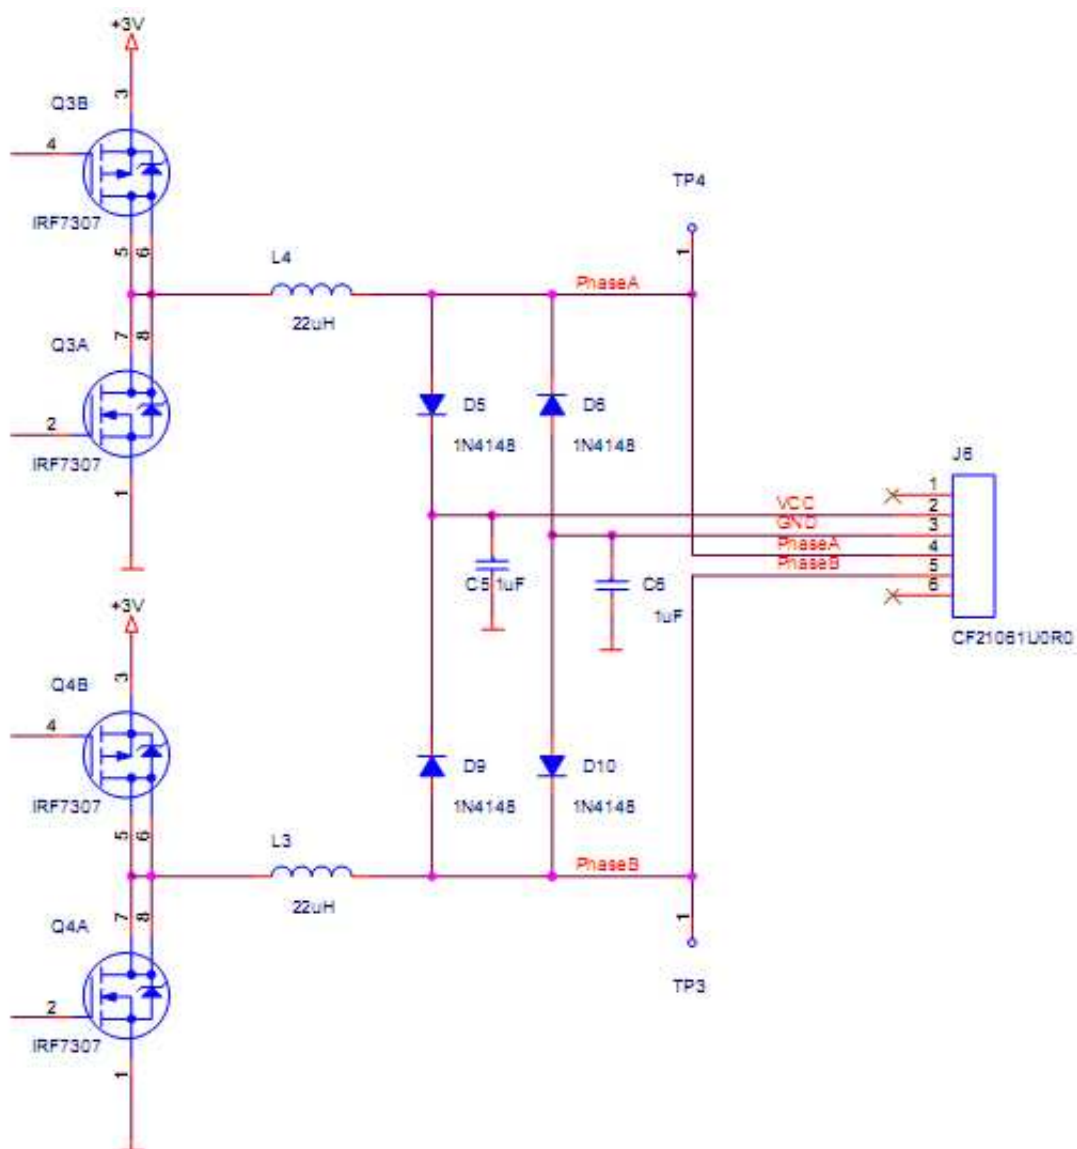 +3V
3
Q3B
4
IRF7307
5
6
L4
22uH
PhaseA
TP4
1
7
8
Q3A
2
IRF7307
1
D5
1N4148
D6
1N4148
J6
1
VCC
2
GND
3
PhaseA
4
PhaseB
5
6
CF21061U0R0
C5 1uF
C6
1uF
+3V
3
Q4B
4
IRF7307
5
6
D9
1N4148
D10
1N4148
L3
22uH
PhaseB
1
TP3
7
8
Q4A
2
IRF7307
1